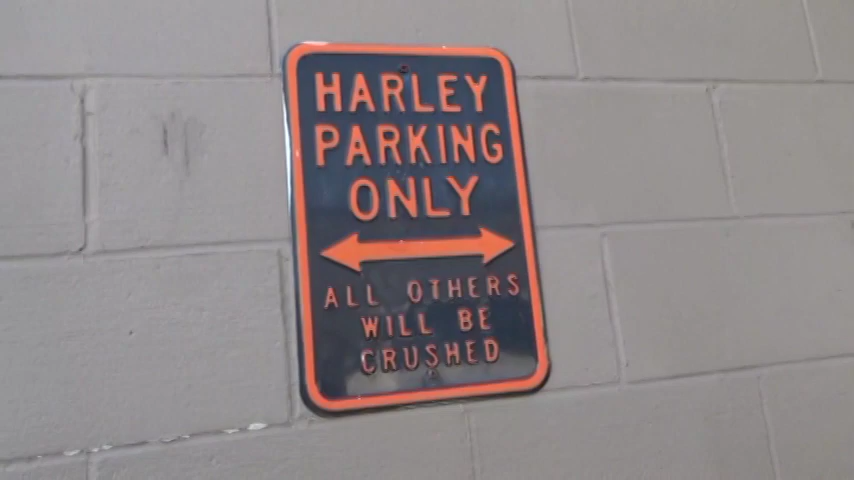 HARLEY
PARKING
ONLY
ALL OTHERS
WILL BE
CRUSHED